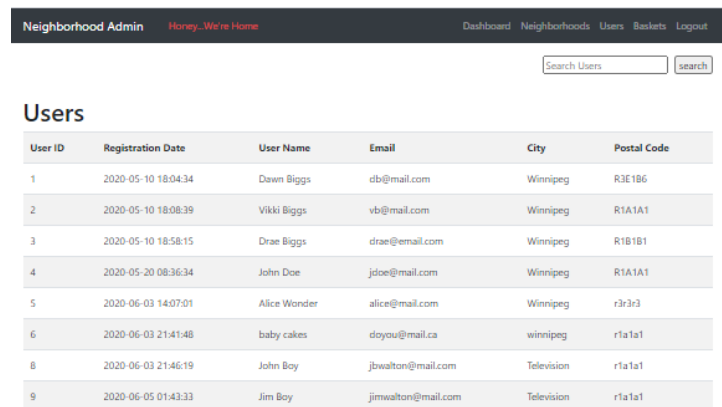 Neighborhood Admin Honey...We're Home Dashboard Neighborhoods Users Baskets Logout
Search Users search
Users
User ID Registration Date User Name Email City Postal Code
1 2020-05-10 18:04:34 Dawn Biggs db@mail.com Winnipeg R3E1B6
2 2020-05-10 18:08:39 Vikki Biggs vb@mail.com Winnipeg R1A1A1
3 2020-05-10 18:58:15 Drae Biggs drae@email.com Winnipeg R1B1B1
4 2020-05-20 08:36:34 John Doe jdoe@mail.com Winnipeg R1A1A1
5 2020-06-03 14:07:01 Alice Wonder alice@mail.com Winnipeg r3r3r3
6 2020-06-03 21:41:48 baby cakes doyou@mail.ca winnipeg r1a1a1
8 2020-06-03 21:46:19 John Boy jbwalton@mail.com Television r1a1a1
9 2020-06-05 01:43:33 Jim Boy jimwalton@mail.com Television r1a1a1